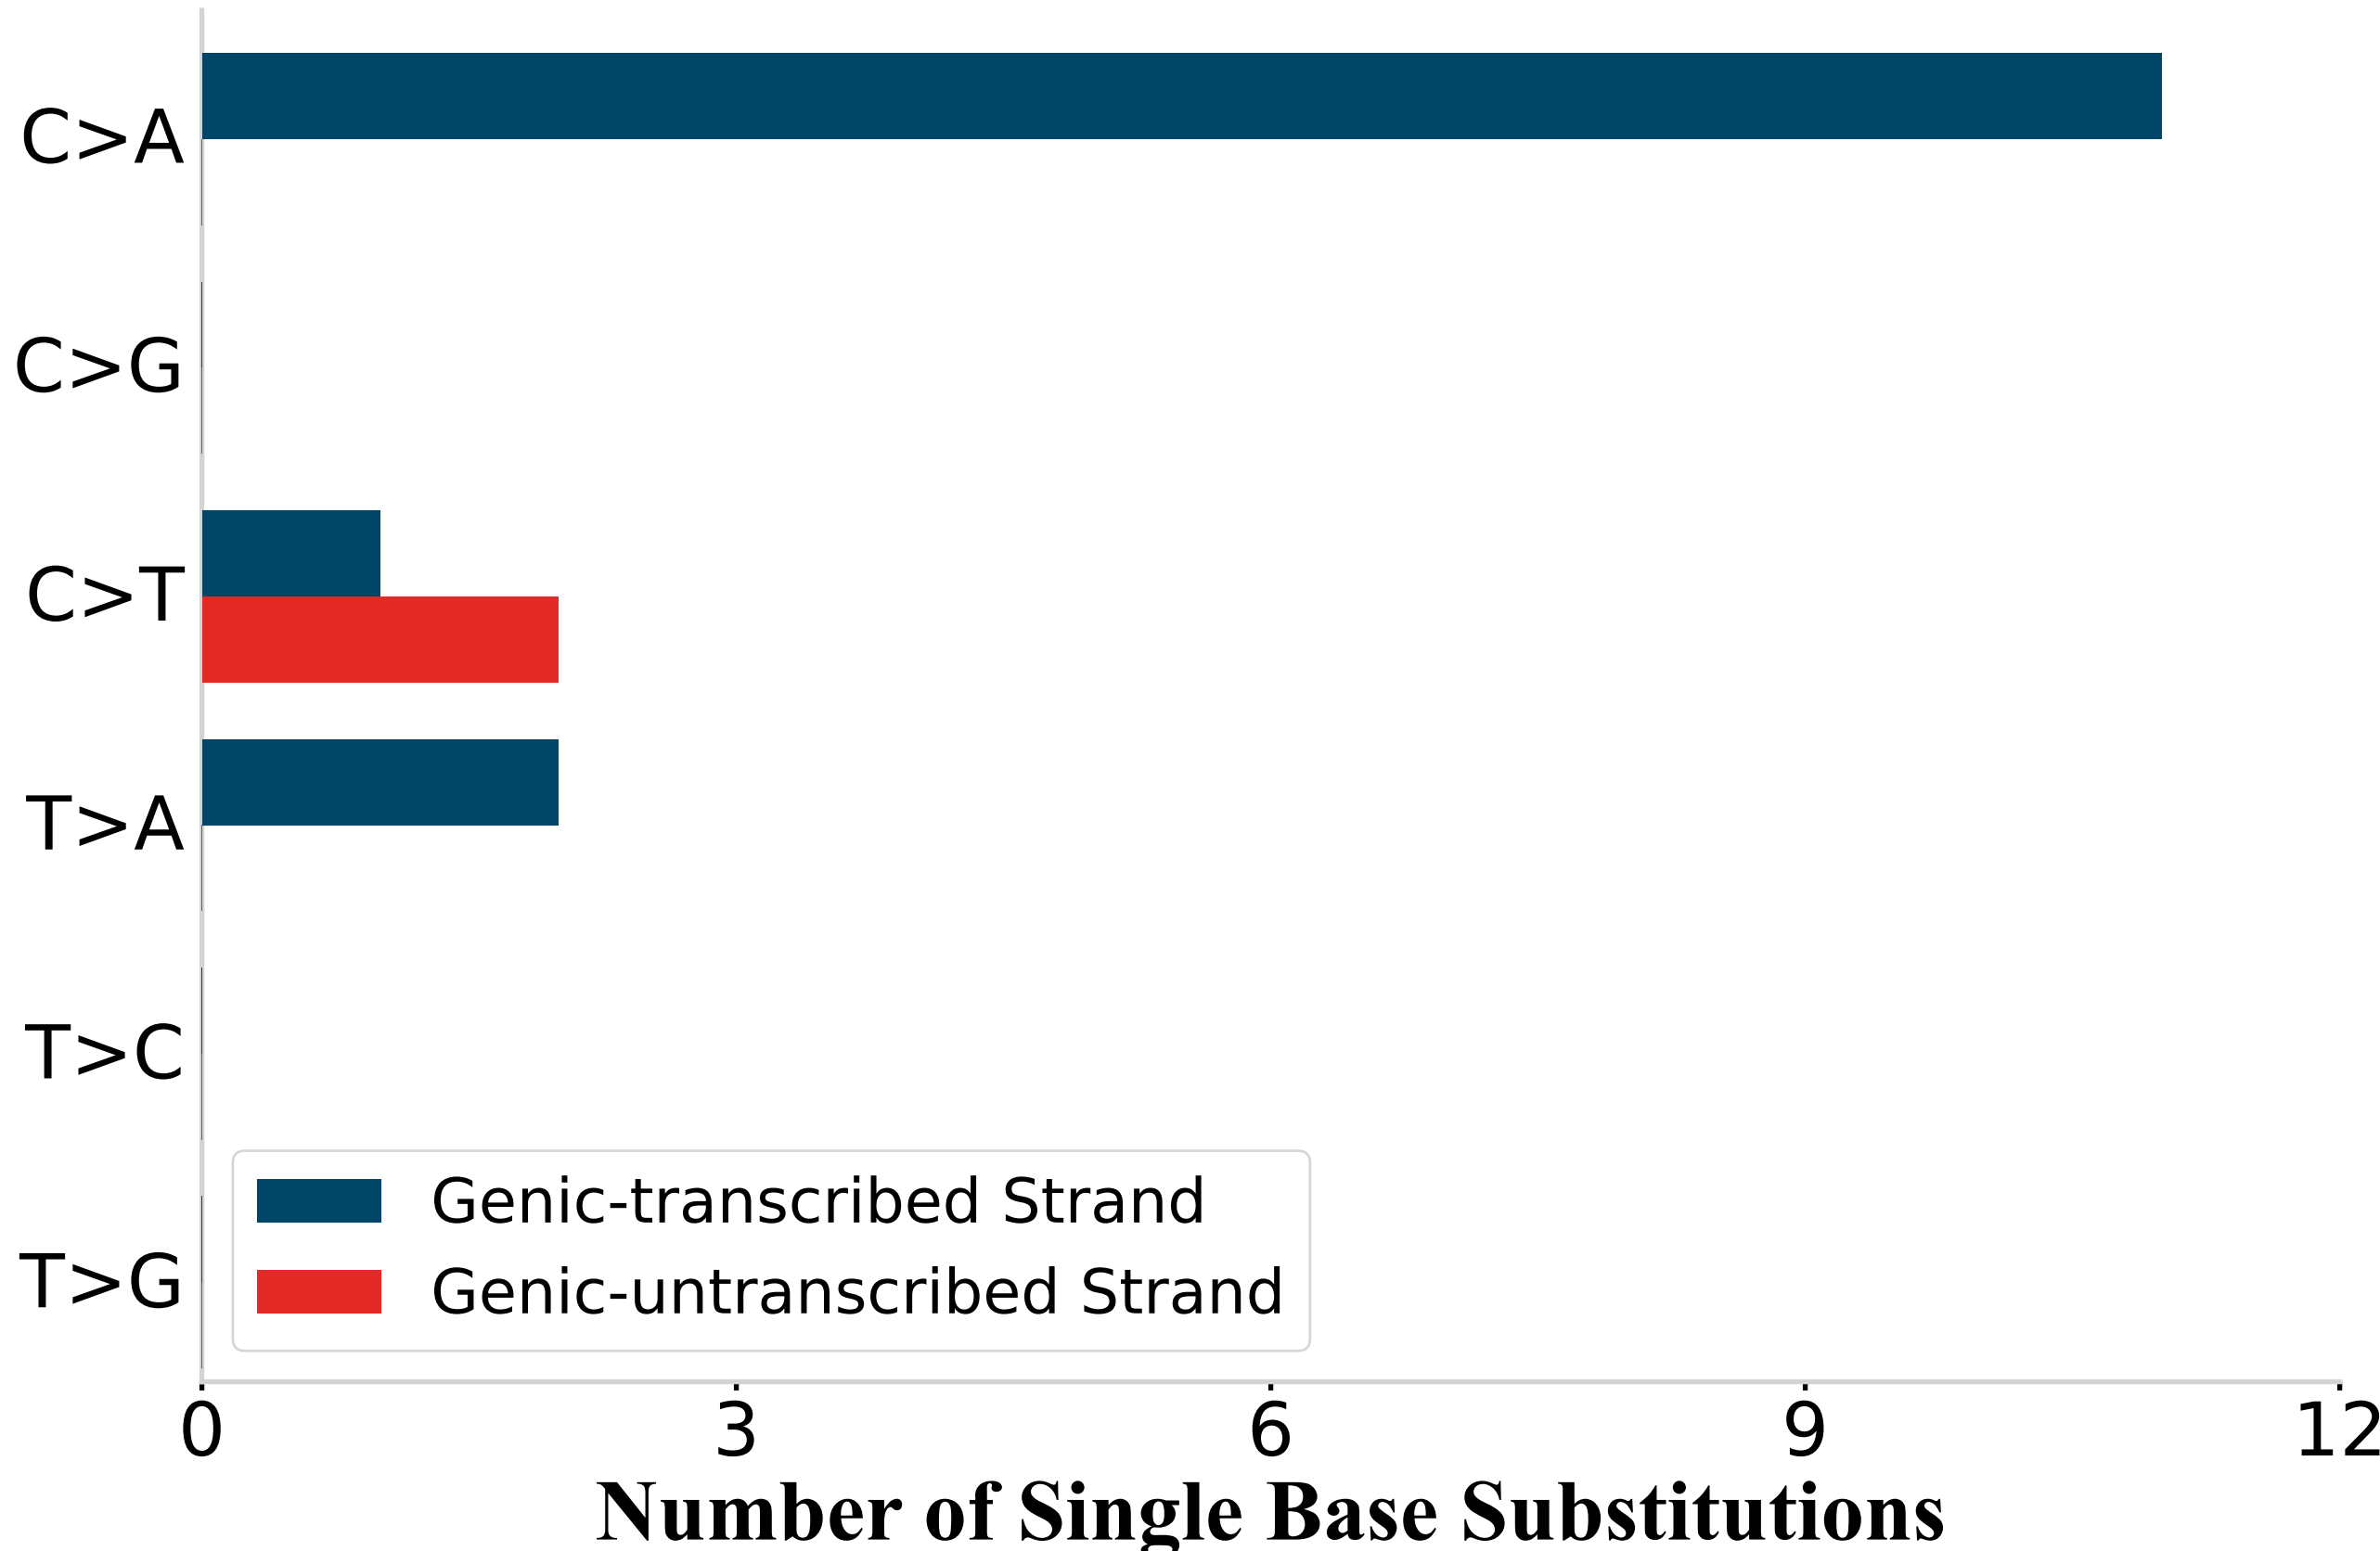 C>A
C>G
C>T
T>A
T>C
T>G
Genic-transcribed Strand
Genic-untranscribed Strand
0 3 6 9 12
Number of Single Base Substitutions